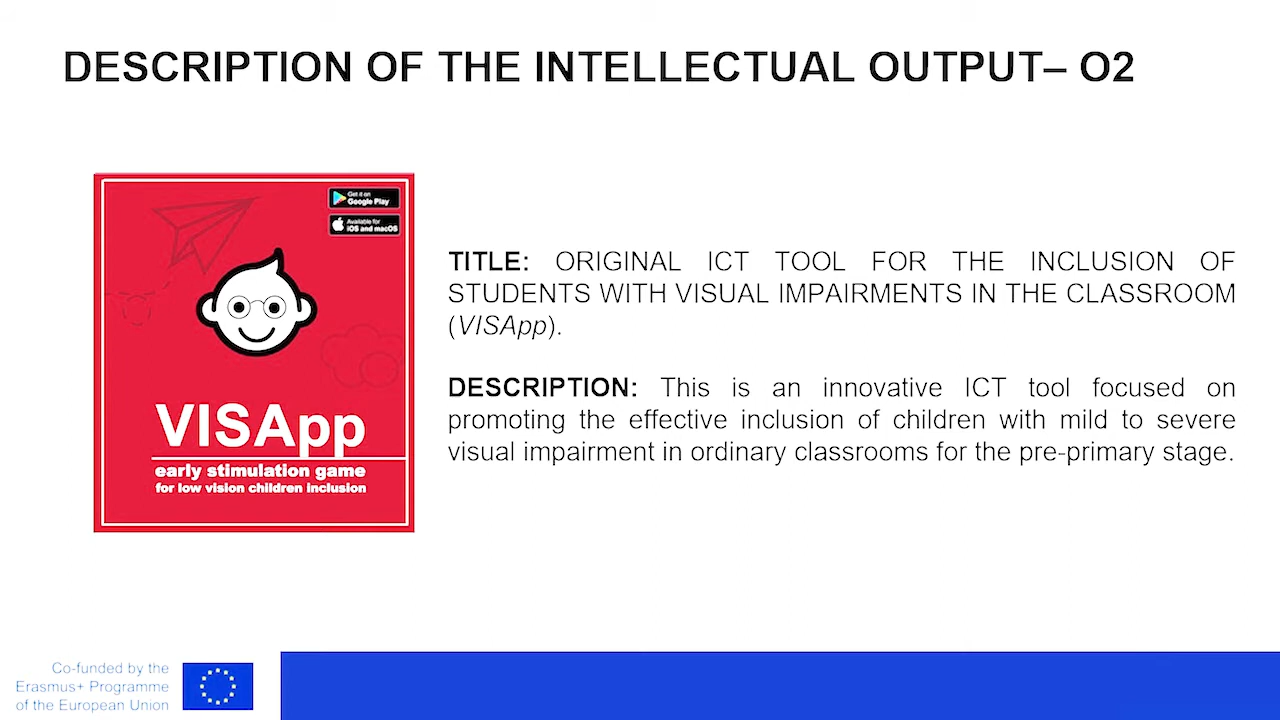 DESCRIPTION OF THE INTELLECTUAL OUTPUT– O2
Get it on
Google Play
Available for
iOS and macOS
VISApp
early stimulation game
for low vision children inclusion
TITLE: ORIGINAL ICT TOOL FOR THE INCLUSION OF
STUDENTS WITH VISUAL IMPAIRMENTS IN THE CLASSROOM
(VISApp).
DESCRIPTION: This is an innovative ICT tool focused on
promoting the effective inclusion of children with mild to severe
visual impairment in ordinary classrooms for the pre-primary stage.
Co-funded by the
Erasmus+ Programme
of the European Union